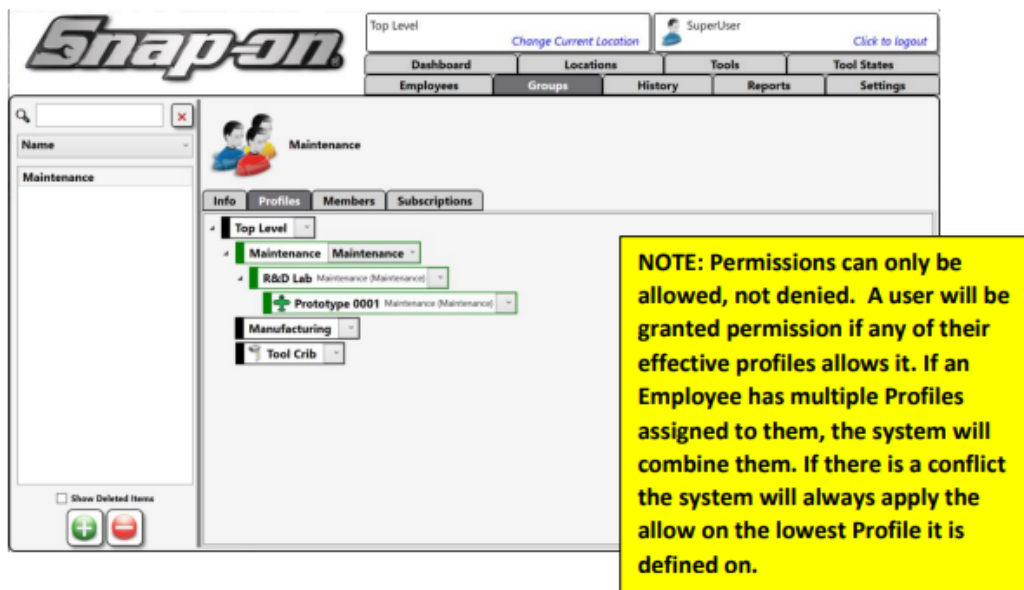 Snap-on
Top Level
Change Current Location
SuperUser
Click to logout
Dashboard
Locations
Tools
Tool States
Employees
Groups
History
Reports
Settings
Name
Maintenance
Show Deleted Items
Maintenance
Info
Profiles
Members
Subscriptions
Top Level
Maintenance Maintenance
R&D Lab Maintenance (Maintenance)
Prototype 0001 Maintenance (Maintenance)
Manufacturing
Tool Crib
NOTE: Permissions can only be
allowed, not denied. A user will be
granted permission if any of their
effective profiles allows it. If an
Employee has multiple Profiles
assigned to them, the system will
combine them. If there is a conflict
the system will always apply the
allow on the lowest Profile it is
defined on.